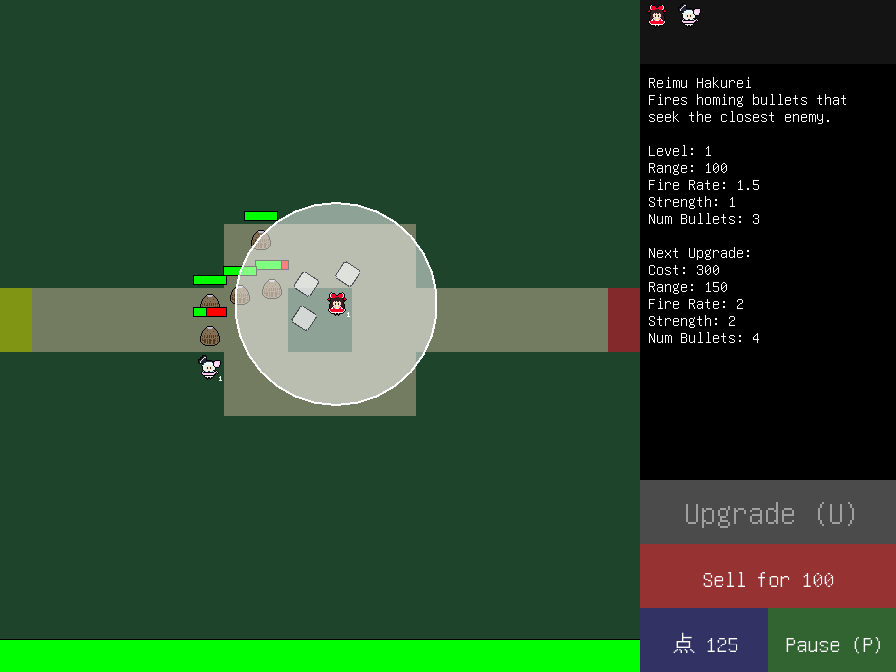 Reimu Hakurei
Fires homing bullets that
seek the closest enemy.
Level: 1
Range: 100
Fire Rate: 1.5
Strength: 1
Num Bullets: 3
Next Upgrade:
Cost: 300
Range: 150
Fire Rate: 2
Strength: 2
Num Bullets: 4
1
1
Upgrade (U)
Sell for 100
点 125
Pause (P)